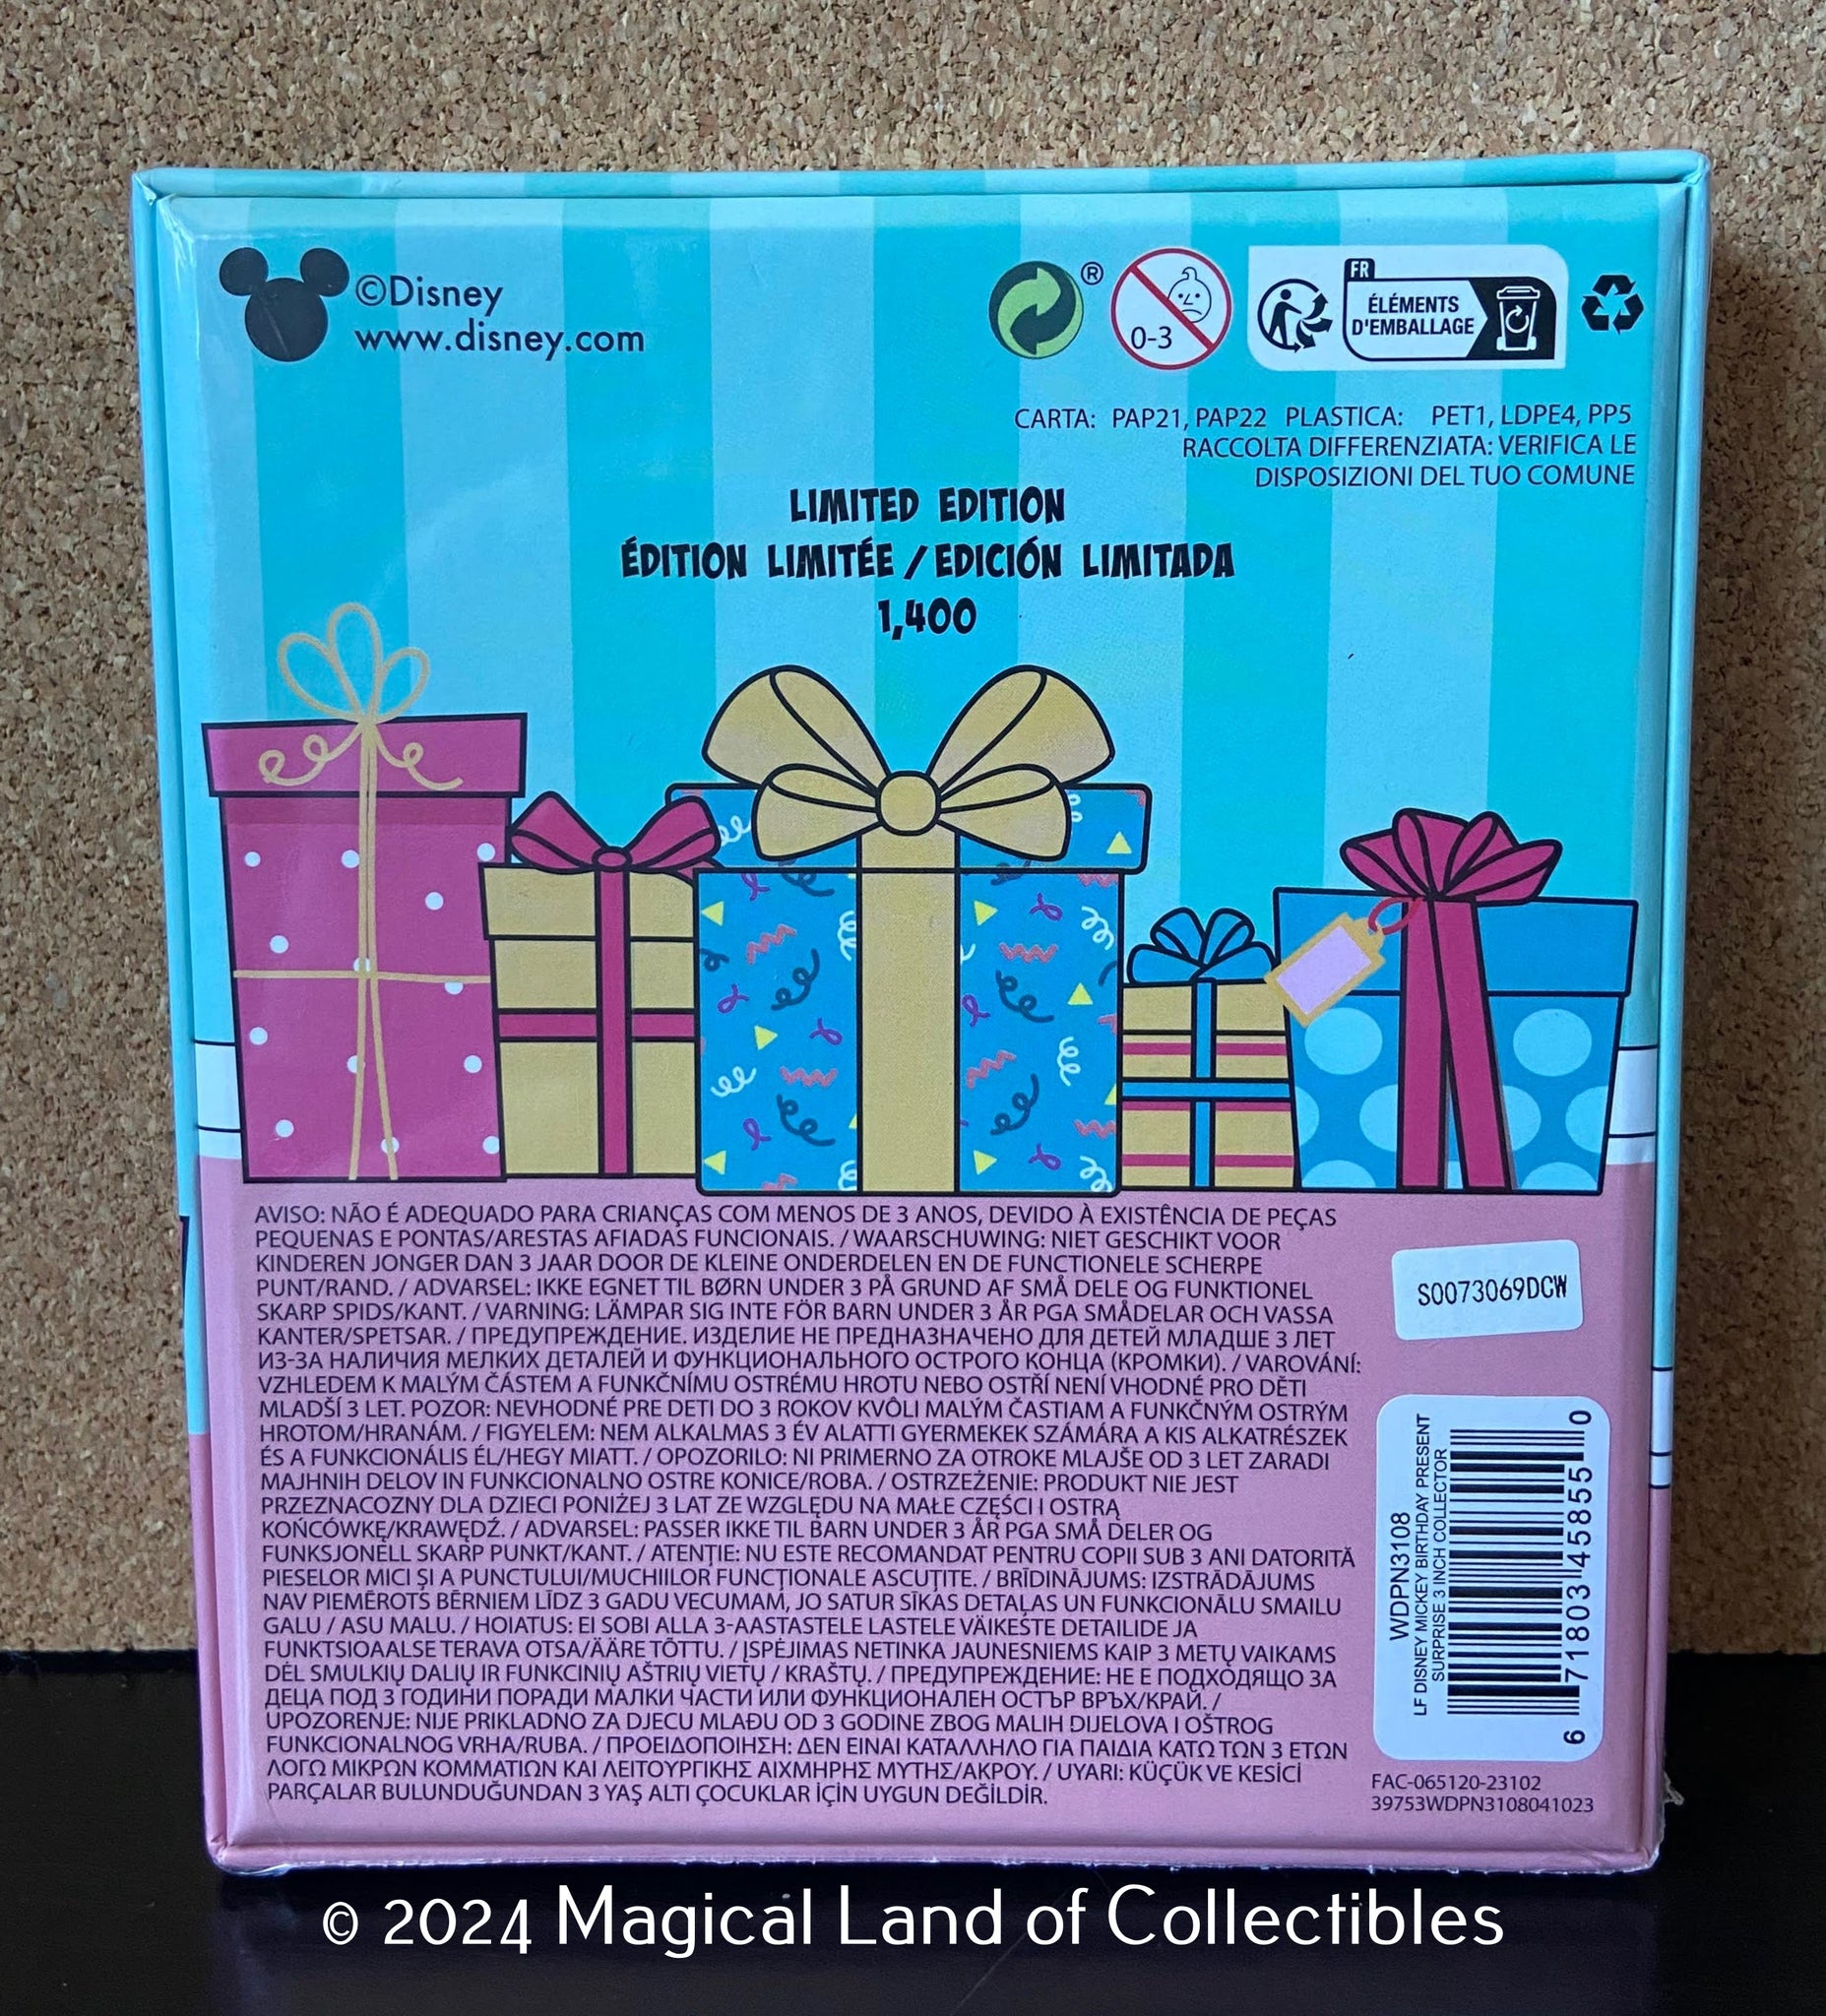 ©Disney
www.disney.com
®
0-3
FR
ÉLÉMENTS
D'EMBALLAGE
CARTA: PAP21, PAP22 PLASTICA: PET1, LDPE4, PP5
RACCOLTA DIFFERENZIATA: VERIFICA LE
DISPOSIZIONI DEL TUO COMUNE
LIMITED EDITION
ÉDITION LIMITÉE / EDICIÓN LIMITADA
1,400
AVISO: NÃO É ADEQUADO PARA CRIANÇAS COM MENOS DE 3 ANOS, DEVIDO À EXISTÊNCIA DE PEÇAS
PEQUENAS E PONTAS/ARESTAS AFIADAS FUNCIONAIS. / WAARSCHUWING: NIET GESCHIKT VOOR
KINDEREN JONGER DAN 3 JAAR DOOR DE KLEINE ONDERDELEN EN DE FUNCTIONELE SCHERPE
PUNT/RAND. / ADVARSEL: IKKE EGNET TIL BØRN UNDER 3 PÅ GRUND AF SMÅ DELE OG FUNKTIONEL
SKARP SPIDS/KANT. / VARNING: LÄMPAR SIG INTE FÖR BARN UNDER 3 ÅR PGA SMÅDELAR OCH VASSA
KANTER/SPETSAR. / ПРЕДУПРЕЖДЕНИЕ. ИЗДЕЛИЕ НЕ ПРЕДНАЗНАЧЕНО ДЛЯ ДЕТЕЙ МЛАДШЕ 3 ЛЕТ
ИЗ-ЗА НАЛИЧИЯ МЕЛКИХ ДЕТАЛЕЙ И ФУНКЦИОНАЛЬНОГО ОСТРОГО КОНЦА (КРОМКИ). / VAROVÁNÍ:
VZHLEDEM K MALÝM ČÁSTEM A FUNKČNÍMU OSTRÉMU HROTU NEBO OSTŘÍ NENÍ VHODNÉ PRO DĚTI
MLADŠÍ 3 LET. POZOR: NEVHODNÉ PRE DETI DO 3 ROKOV KVÔLI MALÝM ČASTIAM A FUNKČNÝM OSTRÝM
HROTOM/HRANÁM. / FIGYELEM: NEM ALKALMAS 3 ÉV ALATTI GYERMEKEK SZÁMÁRA A KIS ALKATRÉSZEK
ÉS A FUNKCIONÁLIS ÉL/HEGY MIATT. / OPOZORILO: NI PRIMERNO ZA OTROKE MLAJŠE OD 3 LET ZARADI
MAJHNIH DELOV IN FUNKCIONALNO OSTRE KONICE/ROBA. / OSTRZEŻENIE: PRODUKT NIE JEST
PRZEZNACOZNY DLA DZIECI PONIŻEJ 3 LAT ZE WZGLĘDU NA MAŁE CZĘŚCI I OSTRĄ
KOŃCÓWKĘ/KRAWĘDŹ. / ADVARSEL: PASSER IKKE TIL BARN UNDER 3 ÅR PGA SMÅ DELER OG
FUNKSJONELL SKARP PUNKT/KANT. / ATENȚIE: NU ESTE RECOMANDAT PENTRU COPII SUB 3 ANI DATORITĂ
PIESELOR MICI ȘI A PUNCTULUI/MUCHIILOR FUNCȚIONALE ASCUȚITE. / BRĪDINĀJUMS: IZSTRĀDĀJUMS
NAV PIEMĒROTS BĒRNIEM LĪDZ 3 GADU VECUMAM, JO SATUR SĪKAS DETAĻAS UN FUNKCIONĀLU SMAILU
GALU / ASU MALU. / HOIATUS: EI SOBI ALLA 3-AASTASTELE LASTELE VÄIKESTE DETAILIDE JA
FUNKTSIOAALSE TERAVA OTSA/ÄÄRE TÕTTU. / ĮSPĖJIMAS NETINKA JAUNESNIEMS KAIP 3 METŲ VAIKAMS
DĖL SMULKIŲ DALIŲ IR FUNKCINIŲ AŠTRIŲ VIETŲ / KRAŠTŲ. / ПРЕДУПРЕЖДЕНИЕ: НЕ Е ПОДХОДЯЩО ЗА
ДЕЦА ПОД 3 ГОДИНИ ПОРАДИ МАЛКИ ЧАСТИ ИЛИ ФУНКЦИОНАЛЕН ОСТЪР ВРЪХ/КРАЙ. /
UPOZORENJE: NIJE PRIKLADNO ZA DJECU MLAĐU OD 3 GODINE ZBOG MALIH DIJELOVA I OŠTROG
FUNKCIONALNOG VRHA/RUBA. / ΠΡΟΕΙΔΟΠΟΙΗΣΗ: ΔΕΝ ΕΙΝΑΙ ΚΑΤΑΛΛΗΛΟ ΓΙΑ ΠΑΙΔΙΑ ΚΑΤΩ ΤΩΝ 3 ΕΤΩΝ
ΛΟΓΩ ΜΙΚΡΩΝ ΚΟΜΜΑΤΙΩΝ ΚΑΙ ΛΕΙΤΟΥΡΓΙΚΗΣ ΑΙΧΜΗΡΗΣ ΜΥΤΗΣ/ΑΚΡΟΥ. / UYARI: KÜÇÜK VE KESİCİ
PARÇALAR BULUNDUĞUNDAN 3 YAŞ ALTI ÇOCUKLAR İÇİN UYGUN DEĞİLDİR.
S0073069DCW
WDPN3108
LF DISNEY MICKEY BIRTHDAY PRESENT
SURPRISE 3 INCH COLLECTOR
6 71803 45855 0
FAC-065120-23102
39753WDPN3108041023
© 2024 Magical Land of Collectibles